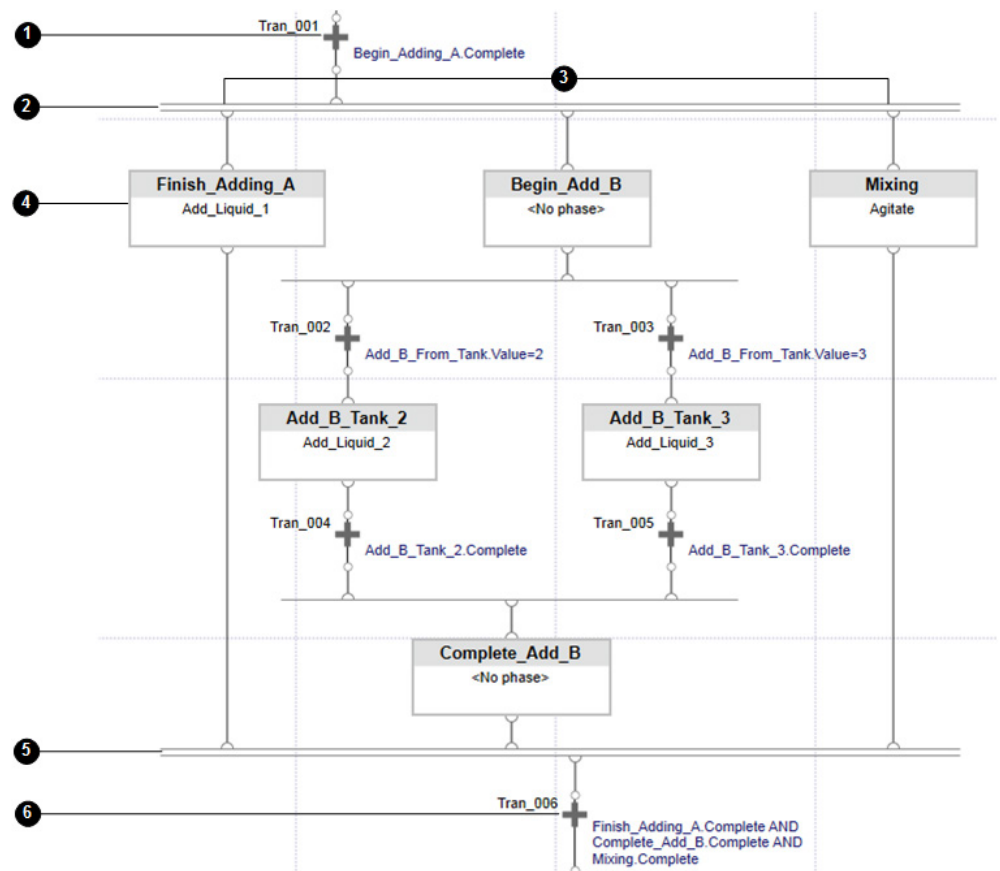 1
Tran_001
Begin_Adding_A.Complete
3
2
Finish_Adding_A
Add_Liquid_1
Begin_Add_B
<No phase>
Mixing
Agitate
4
Tran_002
Add_B_From_Tank.Value=2
Tran_003
Add_B_From_Tank.Value=3
Add_B_Tank_2
Add_Liquid_2
Add_B_Tank_3
Add_Liquid_3
Tran_004
Add_B_Tank_2.Complete
Tran_005
Add_B_Tank_3.Complete
Complete_Add_B
<No phase>
5
6
Tran_006
Finish_Adding_A.Complete AND
Complete_Add_B.Complete AND
Mixing.Complete